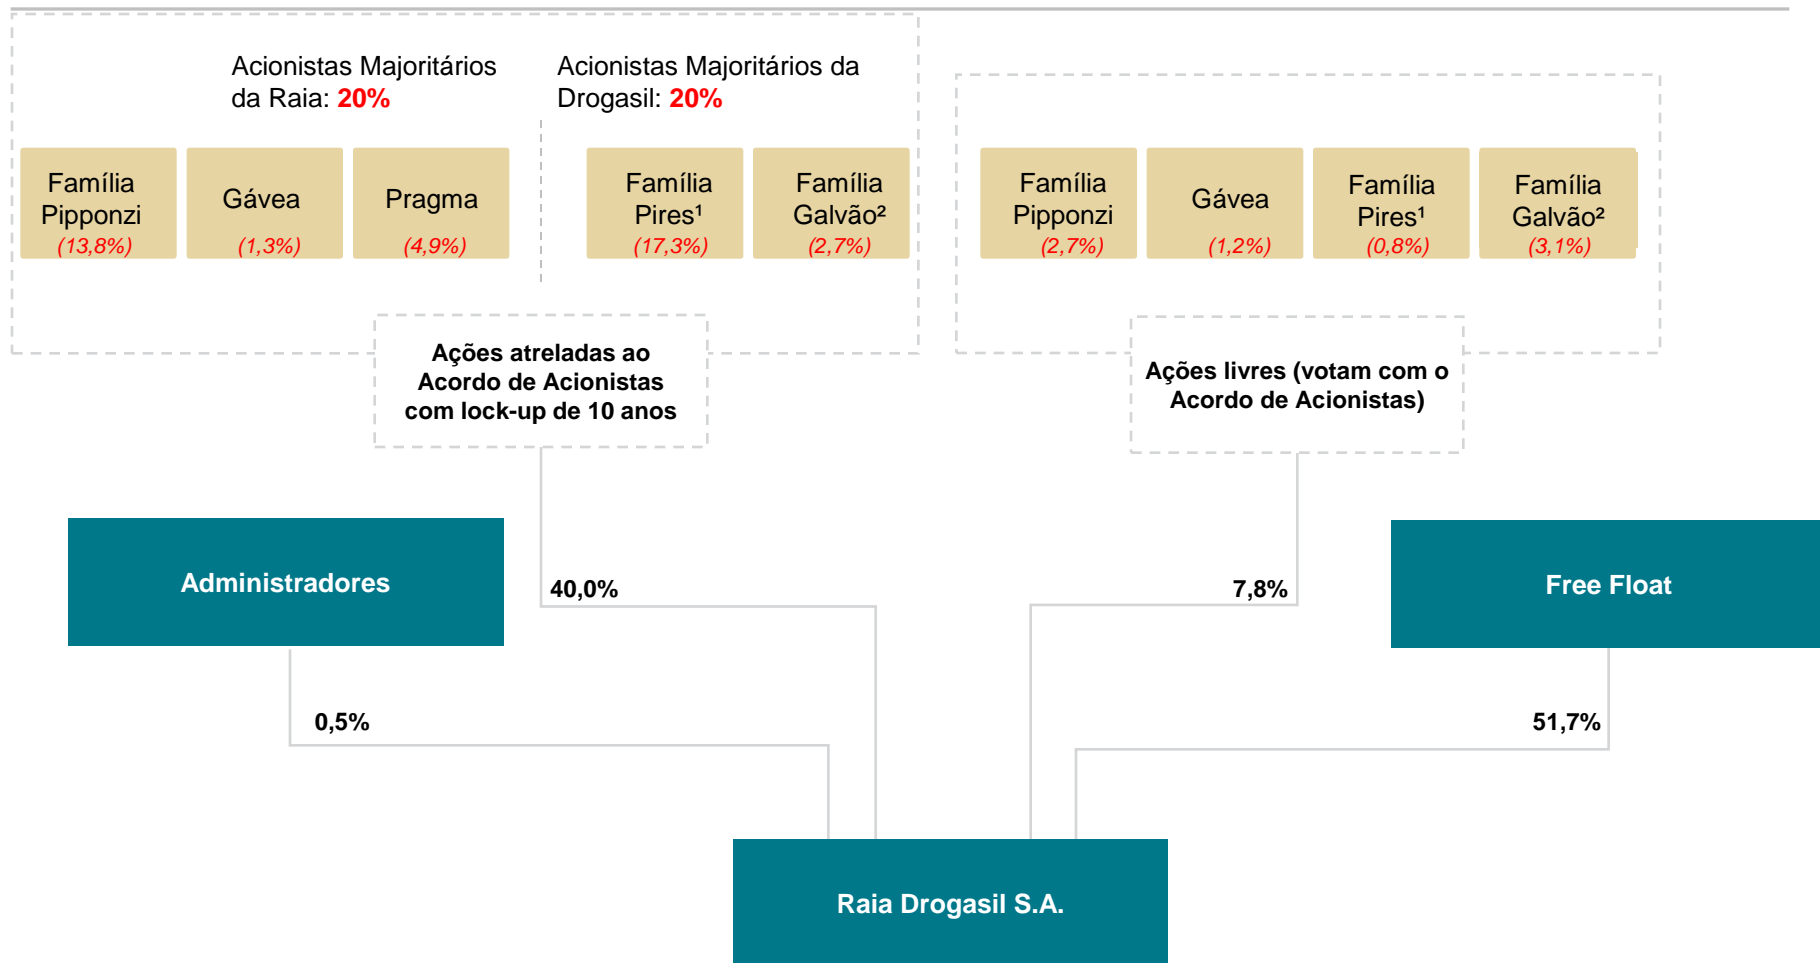 Acionistas Majoritários
da Raia: 20%
Acionistas Majoritários da
Drogasil: 20%
Família
Pipponzi
(13,8%)
Gávea
(1,3%)
Pragma
(4,9%)
Família
Pires¹
(17,3%)
Família
Galvão²
(2,7%)
Família
Pipponzi
(2,7%)
Gávea
(1,2%)
Família
Pires¹
(0,8%)
Família
Galvão²
(3,1%)
Ações atreladas ao
Acordo de Acionistas
com lock-up de 10 anos
Ações livres (votam com o
Acordo de Acionistas)
Administradores
40,0%
7,8%
Free Float
0,5%
51,7%
Raia Drogasil S.A.